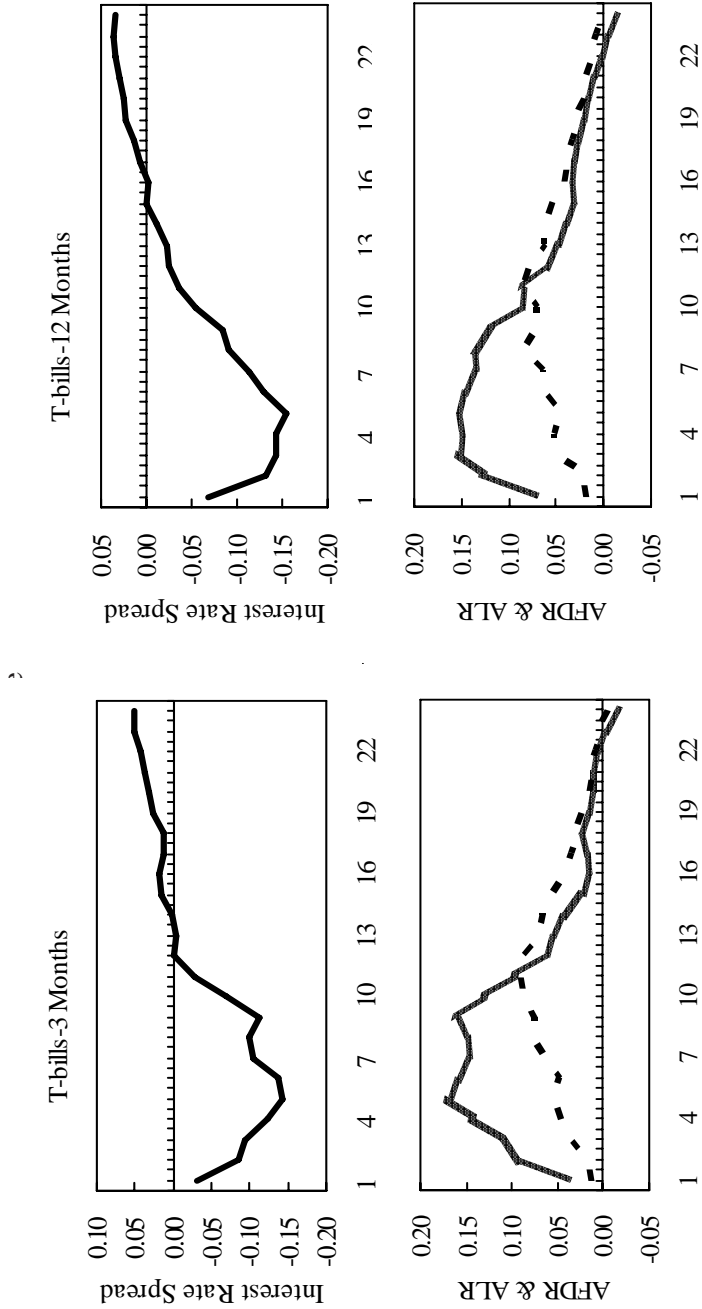 T-bills-3 Months
Interest Rate Spread
0.10
0.05
0.00
-0.05
-0.10
-0.15
-0.20
1 4 7 10 13 16 19 22
AFDR & ALR
0.20
0.15
0.10
0.05
0.00
-0.05
1 4 7 10 13 16 19 22
T-bills-12 Months
Interest Rate Spread
0.05
0.00
-0.05
-0.10
-0.15
-0.20
1 4 7 10 13 16 19 22
AFDR & ALR
0.20
0.15
0.10
0.05
0.00
-0.05
1 4 7 10 13 16 19 22